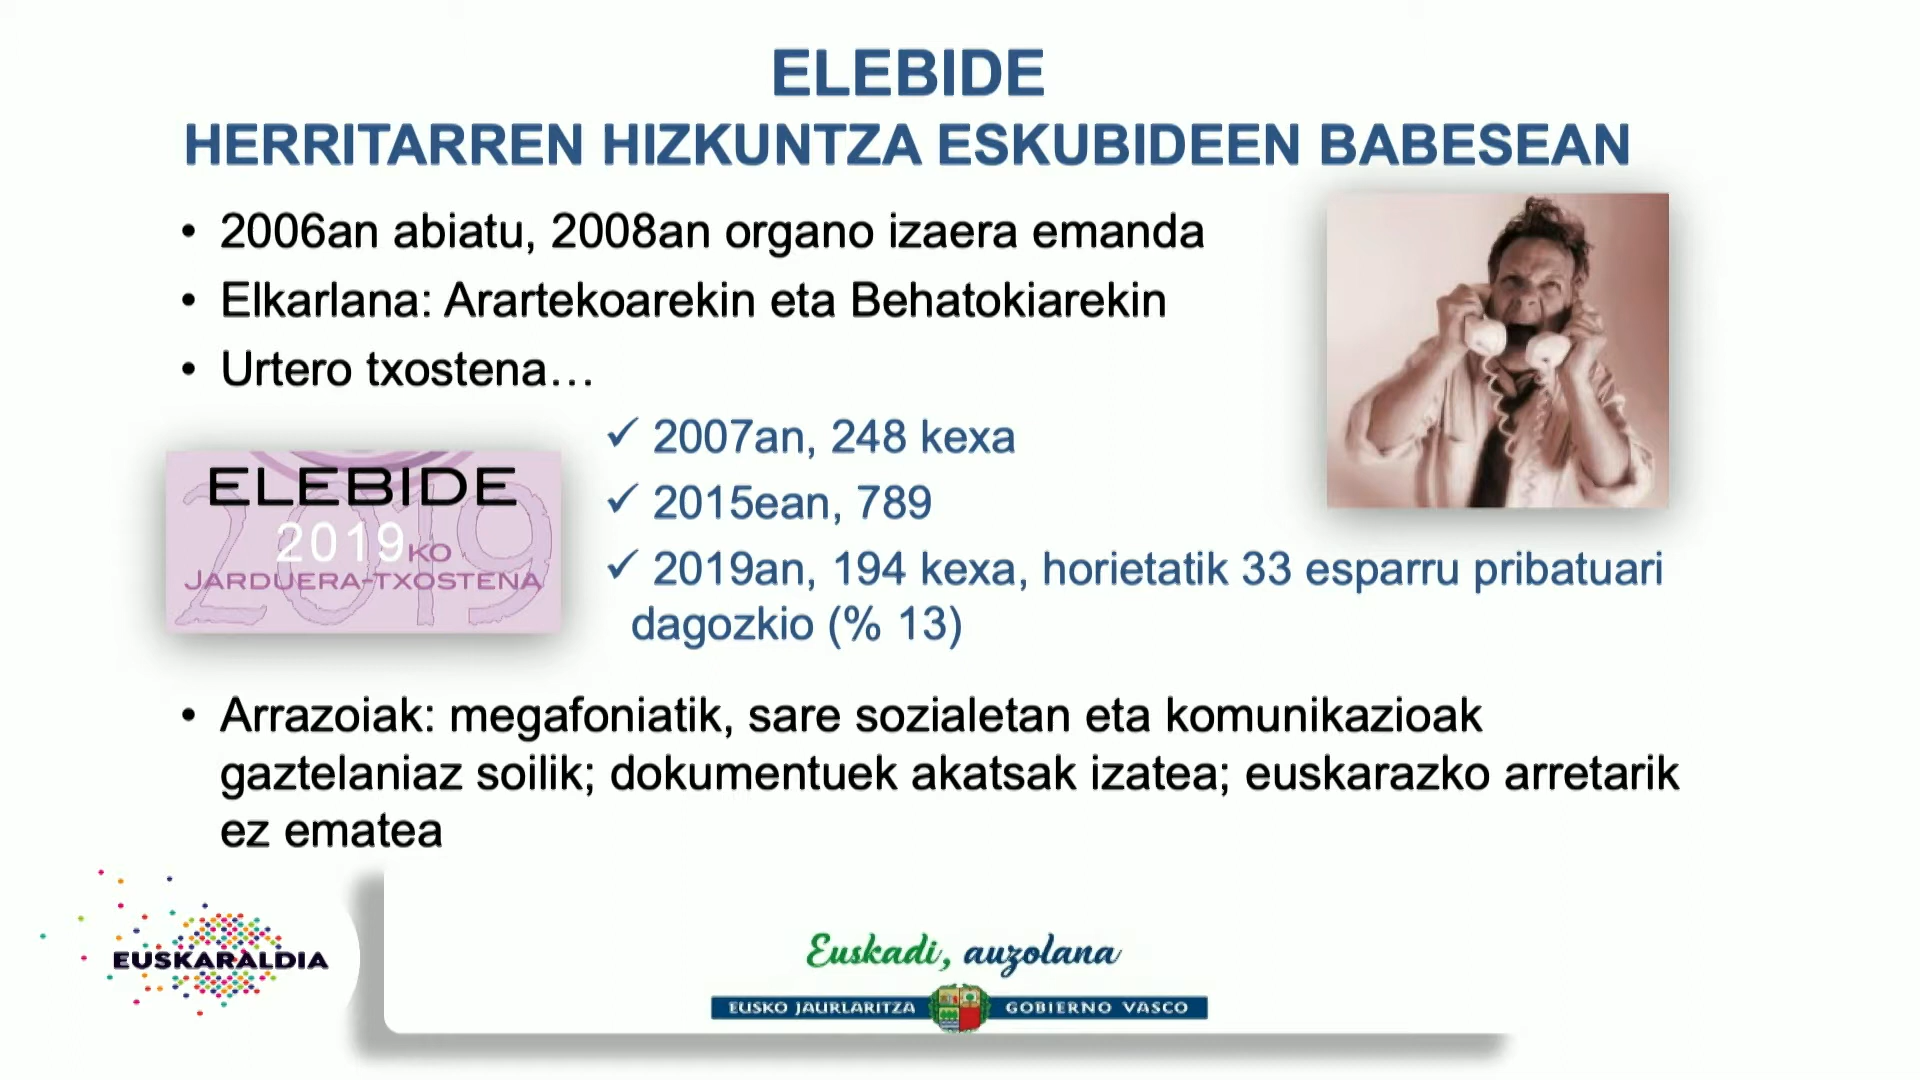 ELEBIDE
HERRITARREN HIZKUNTZA ESKUBIDEEN BABESEAN
• 2006an abiatu, 2008an organo izaera emanda
• Elkarlana: Arartekoarekin eta Behatokiarekin
• Urtero txostena…
✓ 2007an, 248 kexa
✓ 2015ean, 789
✓ 2019an, 194 kexa, horietatik 33 esparru pribatuari
dagozkio (% 13)
ELEBIDE
2019KO
JARDUERA-TXOSTENA
2019
• Arrazoiak: megafoniatik, sare sozialetan eta komunikazioak
gaztelaniaz soilik; dokumentuek akatsak izatea; euskarazko arretarik
ez ematea
EUSKARALDIA
Euskadi, auzolana
EUSKO JAURLARITZA GOBIERNO VASCO